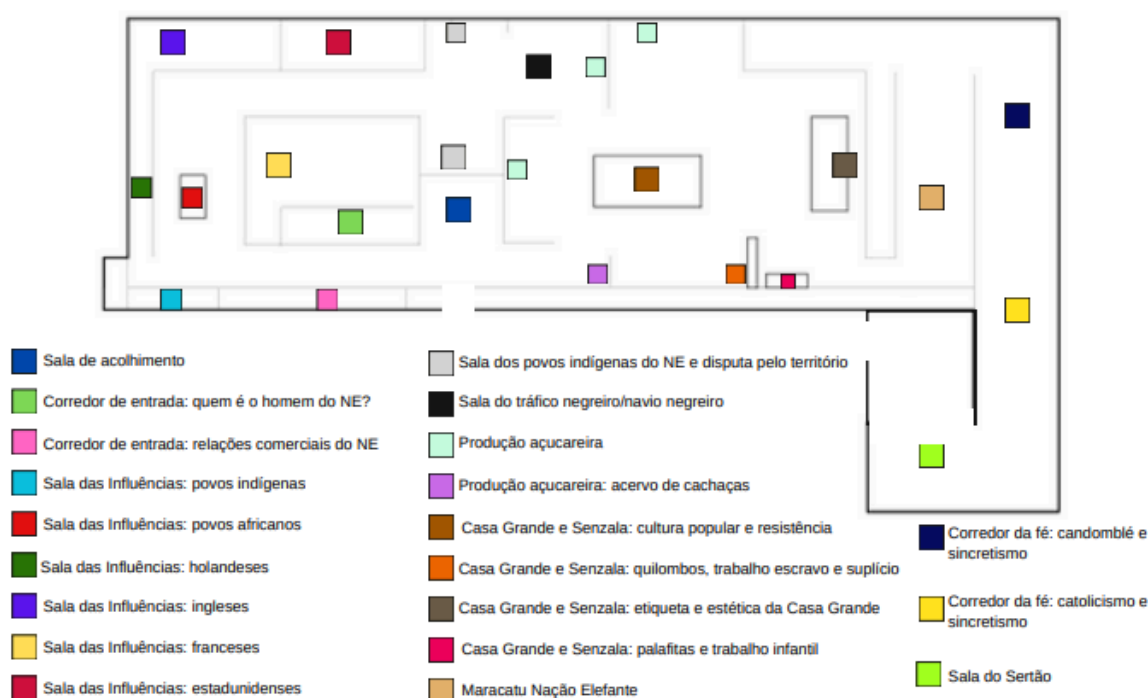 Sala de acolhimento
Corredor de entrada: quem é o homem do NE?
Corredor de entrada: relações comerciais do NE
Sala das Influências: povos indígenas
Sala das Influências: povos africanos
Sala das Influências: holandeses
Sala das Influências: ingleses
Sala das Influências: franceses
Sala das Influências: estadunidenses
Sala dos povos indígenas do NE e disputa pelo território
Sala do tráfico negreiro/navio negreiro
Produção açucareira
Produção açucareira: acervo de cachaças
Casa Grande e Senzala: cultura popular e resistência
Casa Grande e Senzala: quilombos, trabalho escravo e suplício
Casa Grande e Senzala: etiqueta e estética da Casa Grande
Casa Grande e Senzala: palafitas e trabalho infantil
Maracatu Nação Elefante
Corredor da fé: candomblé e
sincretismo
Corredor da fé: catolicismo e
sincretismo
Sala do Sertão